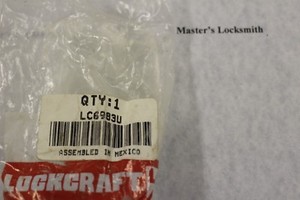 Master's Locksmith
QTY:1
LC6983U
ASSEMBLED IN MEXICO
LOCKCRAFT